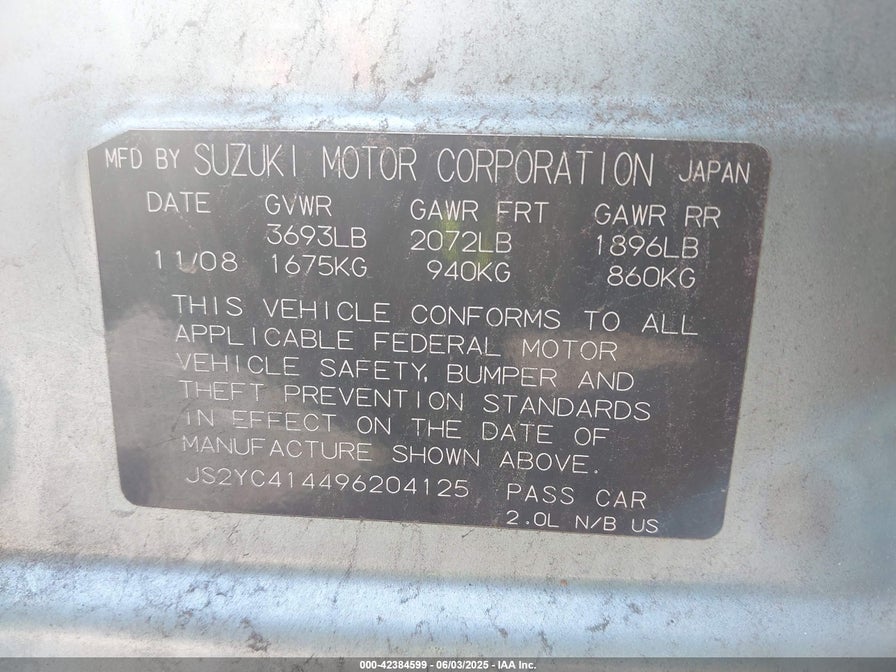 MFD BY SUZUKI MOTOR CORPORATION JAPAN
DATE GVWR GAWR FRT GAWR RR
3693LB 2072LB 1896LB
11/08 1675KG 940KG 860KG
THIS VEHICLE CONFORMS TO ALL
APPLICABLE FEDERAL MOTOR
VEHICLE SAFETY, BUMPER AND
THEFT PREVENTION STANDARDS
IN EFFECT ON THE DATE OF
MANUFACTURE SHOWN ABOVE.
JS2YC414496204125 PASS CAR
2.0L N/B US
000-42384599 - 06/03/2025 - IAA Inc.